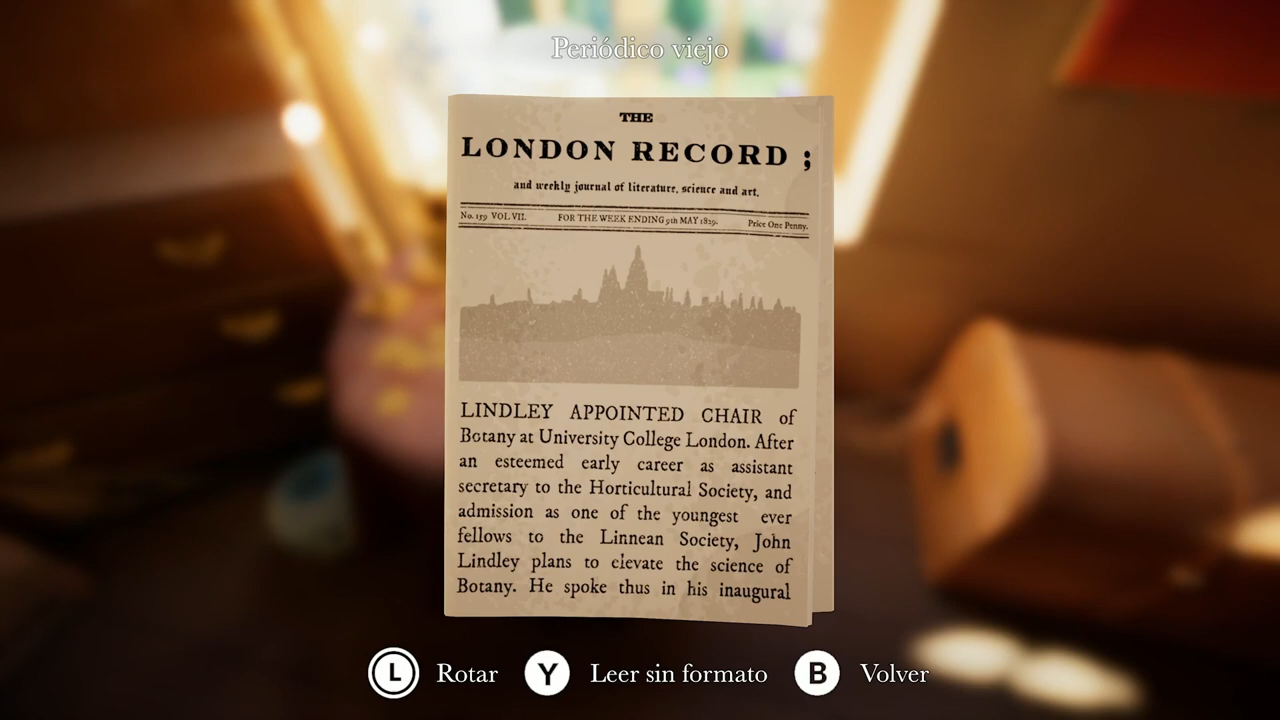 Periódico viejo
THE
LONDON RECORD ;
and weekly journal of literature, science and art.
No. 159 VOL VII. FOR THE WEEK ENDING 9th MAY 1829. Price One Penny.
LINDLEY APPOINTED CHAIR of
Botany at University College London. After
an esteemed early career as assistant
secretary to the Horticultural Society, and
admission as one of the youngest ever
fellows to the Linnean Society, John
Lindley plans to elevate the science of
Botany. He spoke thus in his inaugural
L Rotar Y Leer sin formato B Volver